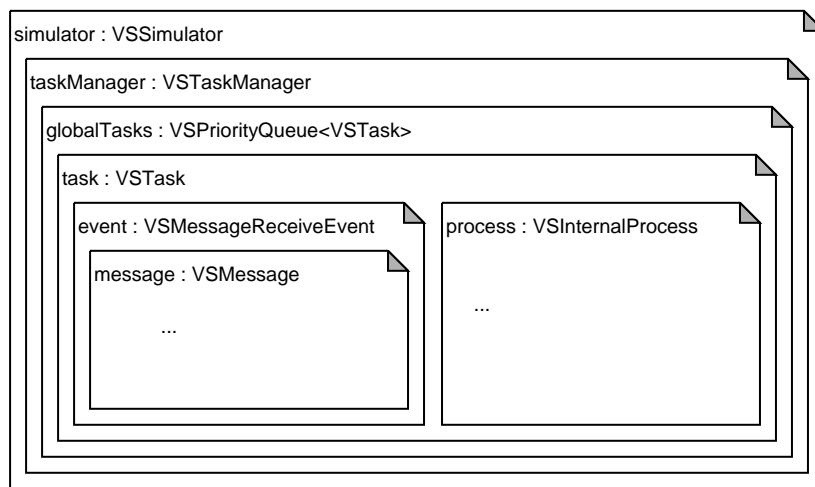 simulator : VSSimulator
taskManager : VSTaskManager
globalTasks : VSPriorityQueue<VSTask>
task : VSTask
event : VSMessageReceiveEvent
process : VSInternalProcess
message : VSMessage
...
...